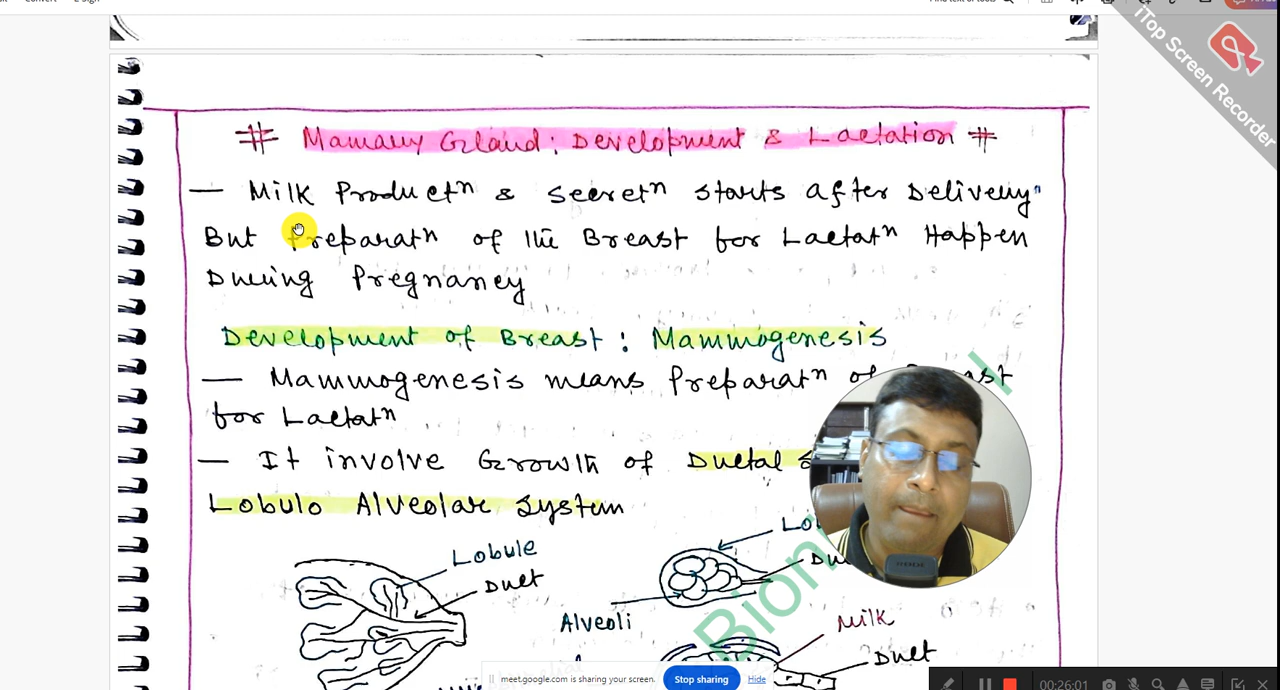 iTop Screen Recorder
# Mamary Gland: Development & Lactation #
— Milk Productn & Secretn starts after Delivery"
But Preparatn of the Breast for Lactatn Happen
During Pregnancy
Development of Breast : Mammogenesis
— Mammogenesis means Preparatn of
for Lactatn
— It involve Growth of Ductal
Lobulo Alveolar System
Lobule
Duct
Alveoli
Milk
Duct
Bion
meet.google.com is sharing your screen.
Stop sharing
Hide
00:26:01